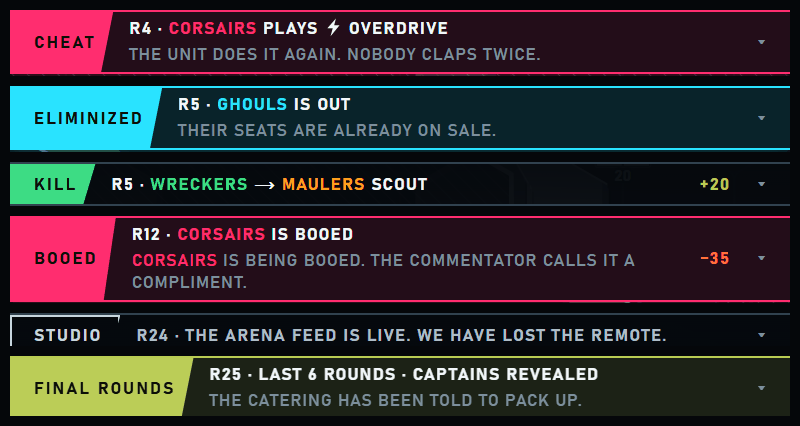 CHEAT
R4 · CORSAIRS PLAYS ⚡ OVERDRIVE
THE UNIT DOES IT AGAIN. NOBODY CLAPS TWICE.
ELIMINIZED
R5 · GHOULS IS OUT
THEIR SEATS ARE ALREADY ON SALE.
KILL
R5 · WRECKERS → MAULERS SCOUT
+20
BOOED
R12 · CORSAIRS IS BOOED
CORSAIRS IS BEING BOOED. THE COMMENTATOR CALLS IT A
COMPLIMENT.
−35
STUDIO
R24 · THE ARENA FEED IS LIVE. WE HAVE LOST THE REMOTE.
FINAL ROUNDS
R25 · LAST 6 ROUNDS · CAPTAINS REVEALED
THE CATERING HAS BEEN TOLD TO PACK UP.